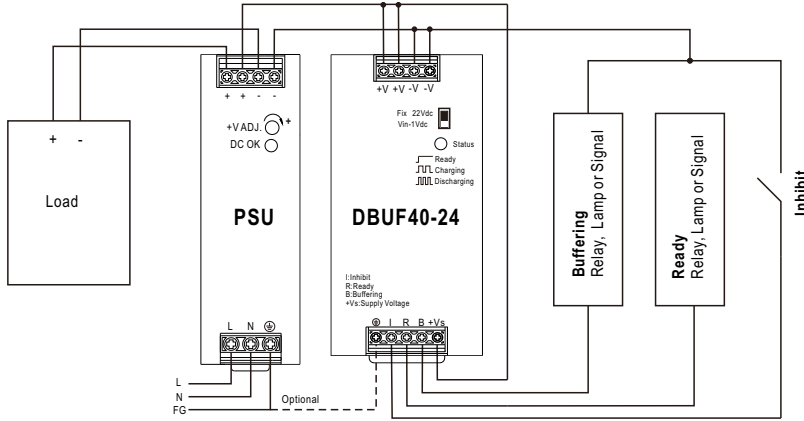 + -
Load
+ + - -
+V ADJ. +
DC OK
PSU
L N
L
N
FG
Optional
+V +V -V -V
Fix 22Vdc
Vin-1Vdc
Status
Ready
Charging
Discharging
DBUF40-24
I:Inhibit
R:Ready
B:Buffering
+Vs:Supply Voltage
I R B +Vs
Buffering
Relay, Lamp or Signal
Ready
Relay, Lamp or Signal
Inhibit